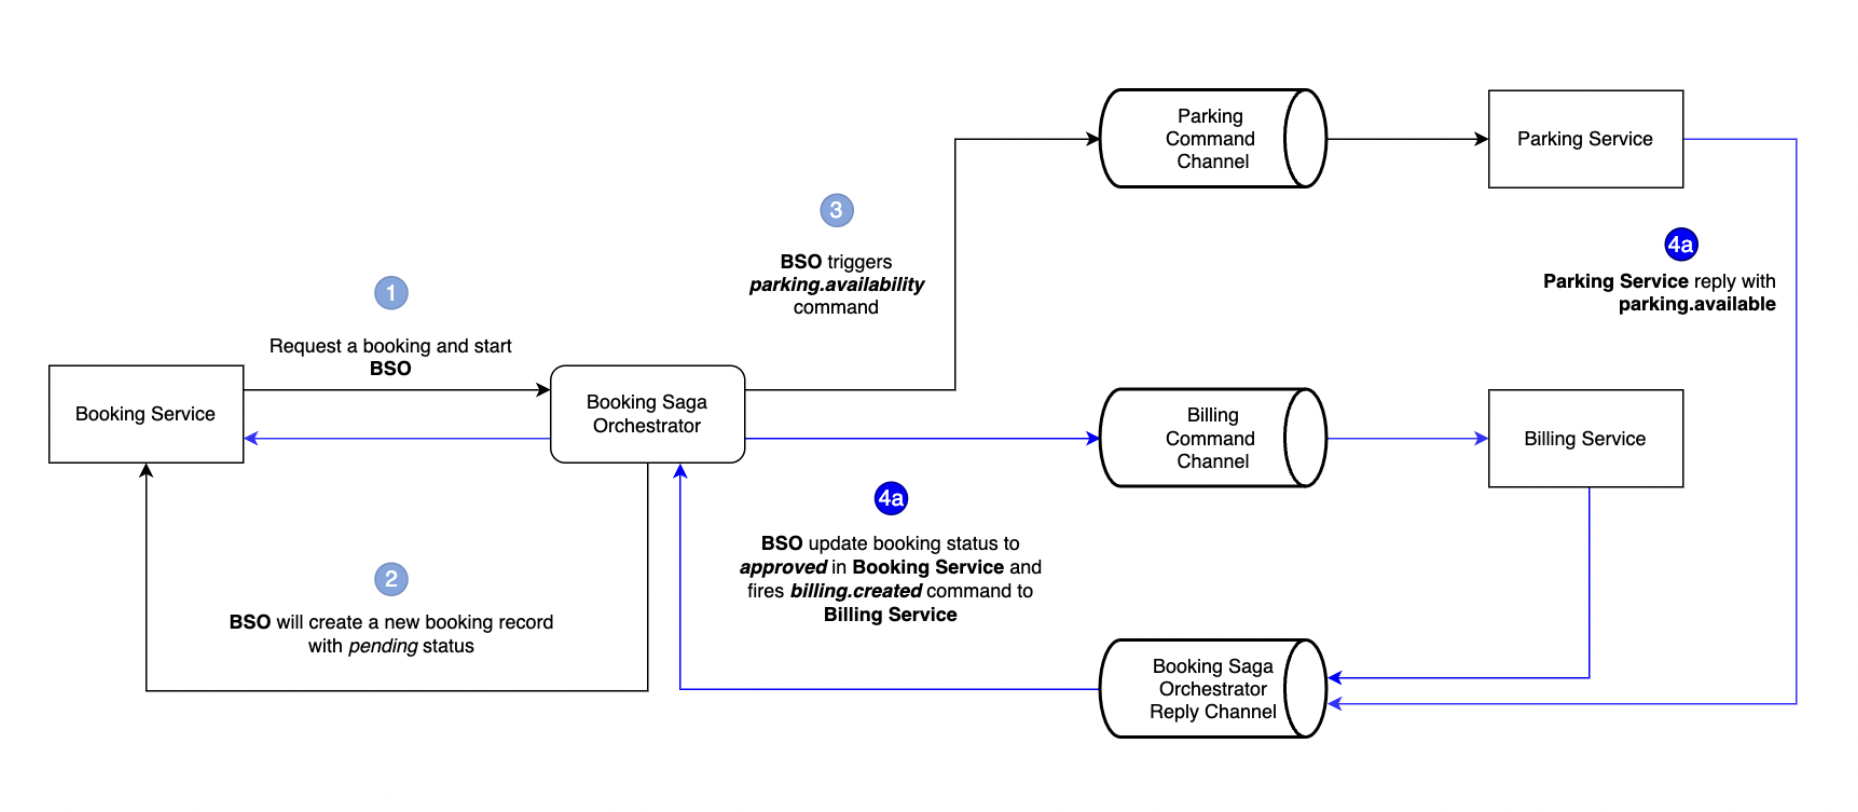 Parking
Command
Channel
Parking Service
3
BSO triggers
parking.availability
command
4a
Parking Service reply with
parking.available
1
Request a booking and start
BSO
Booking Service
Booking Saga
Orchestrator
Billing
Command
Channel
Billing Service
4a
BSO update booking status to
approved in Booking Service and
fires billing.created command to
Billing Service
2
BSO will create a new booking record
with pending status
Booking Saga
Orchestrator
Reply Channel